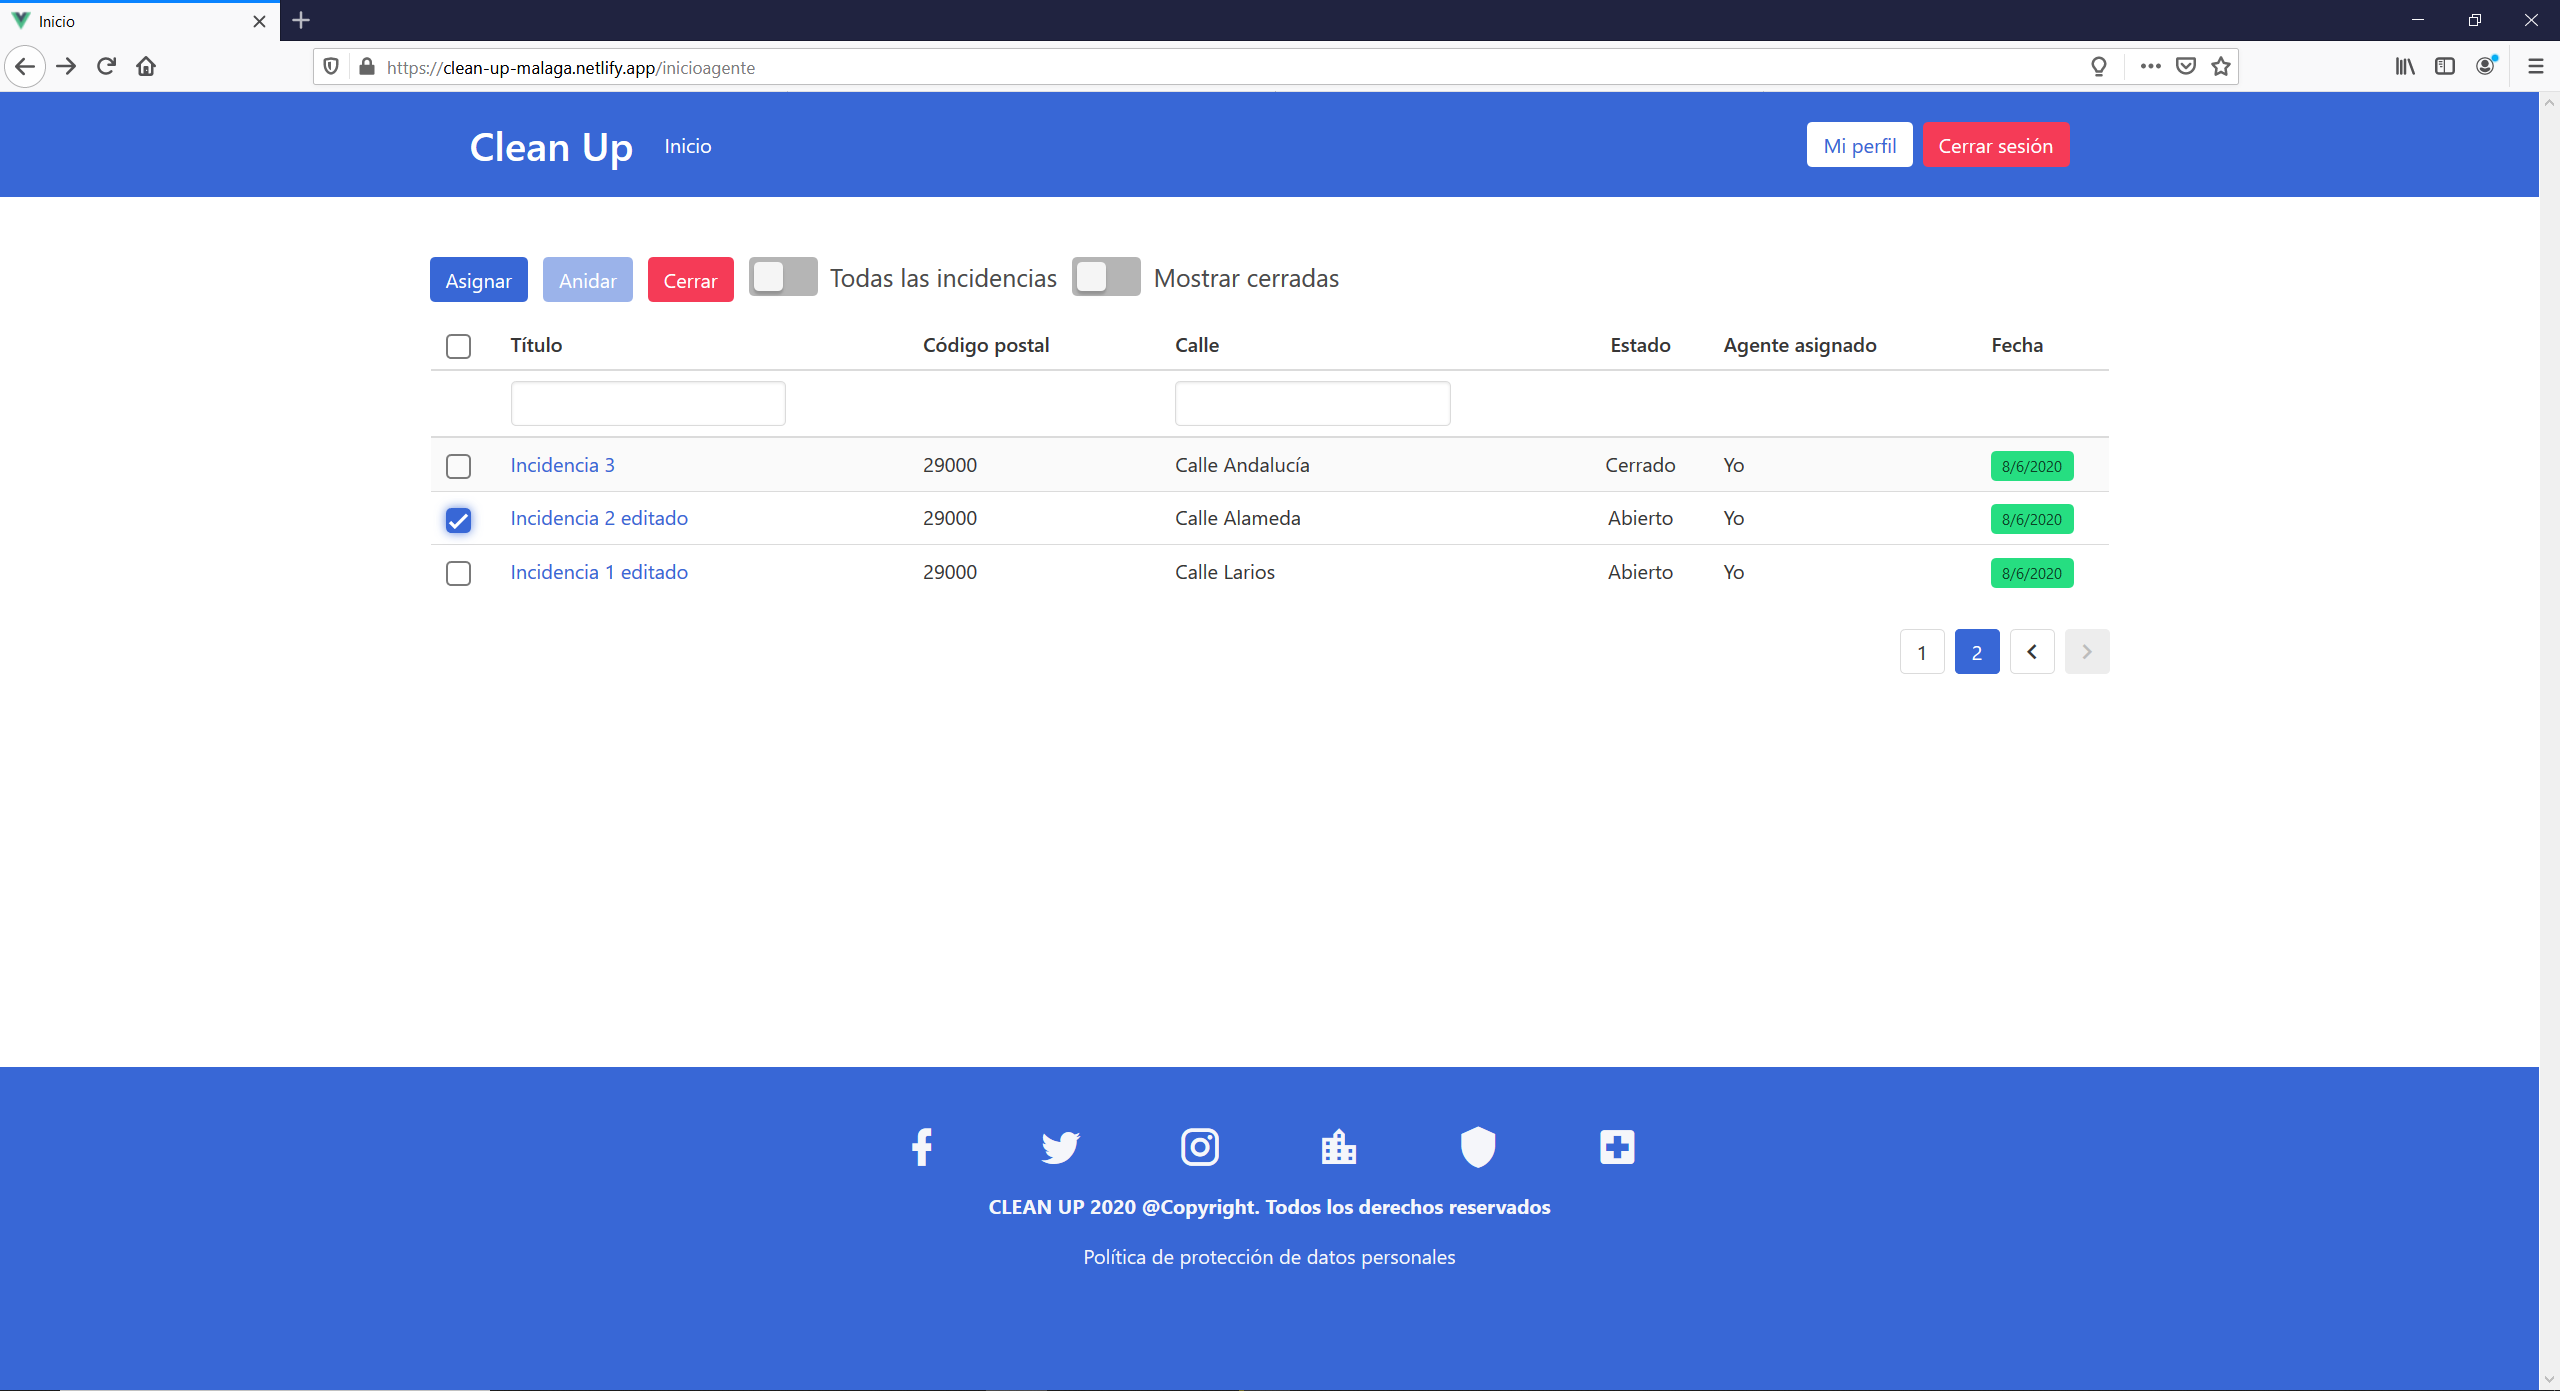 Inicio
https://clean-up-malaga.netlify.app/inicioagente
Clean Up Inicio Mi perfil Cerrar sesión
Asignar Anidar Cerrar Todas las incidencias Mostrar cerradas
Título Código postal Calle Estado Agente asignado Fecha
Incidencia 3 29000 Calle Andalucía Cerrado Yo 8/6/2020
Incidencia 2 editado 29000 Calle Alameda Abierto Yo 8/6/2020
Incidencia 1 editado 29000 Calle Larios Abierto Yo 8/6/2020
1 2
CLEAN UP 2020 @Copyright. Todos los derechos reservados
Política de protección de datos personales